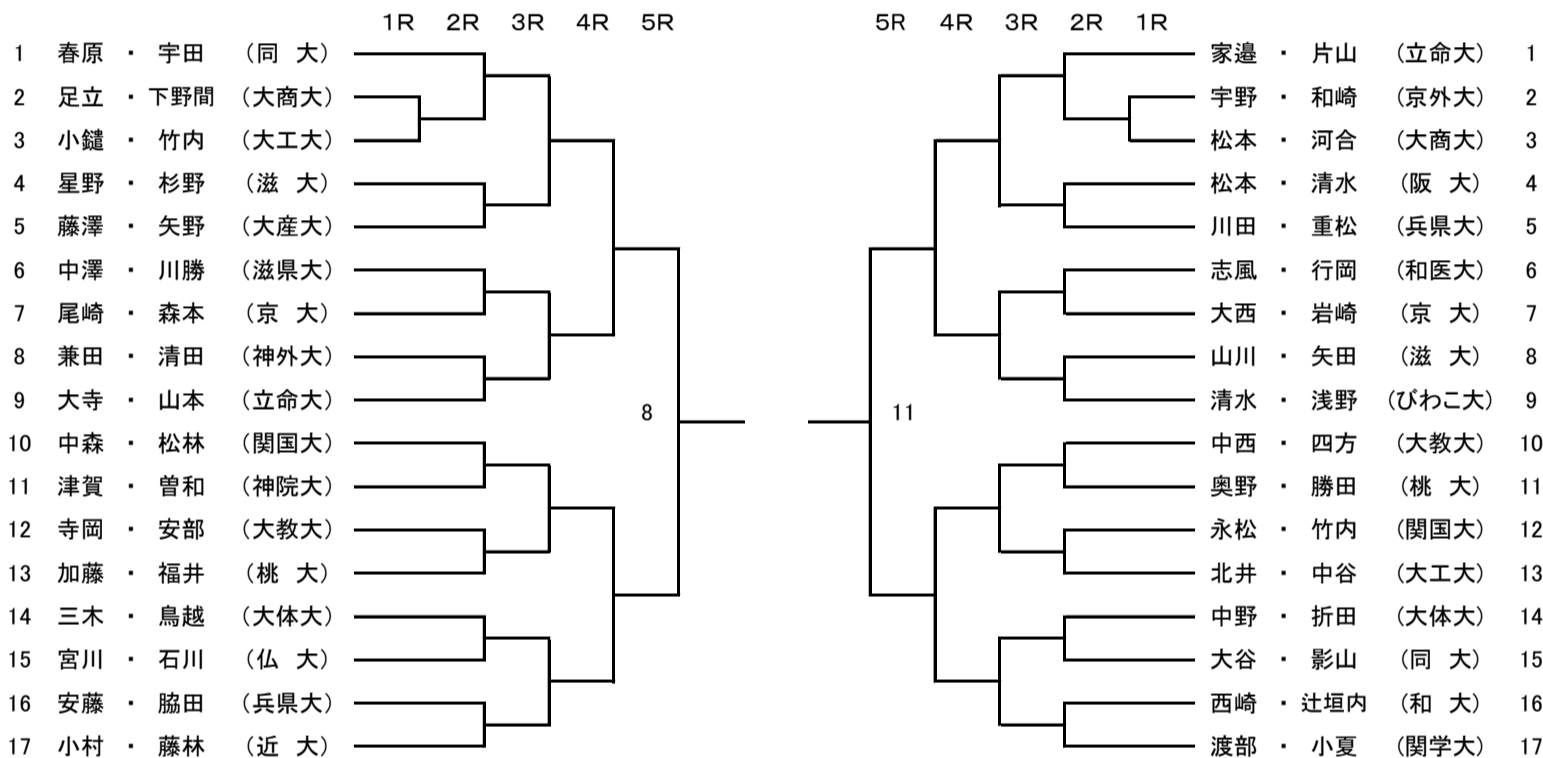 1R 2R 3R 4R 5R 5R 4R 3R 2R 1R
1 春原 ・ 宇田 （同 大） 家邉 ・ 片山 （立命大） 1
2 足立 ・ 下野間 （大商大） 宇野 ・ 和崎 （京外大） 2
3 小鑓 ・ 竹内 （大工大） 松本 ・ 河合 （大商大） 3
4 星野 ・ 杉野 （滋 大） 松本 ・ 清水 （阪 大） 4
5 藤澤 ・ 矢野 （大産大） 川田 ・ 重松 （兵県大） 5
6 中澤 ・ 川勝 （滋県大） 志風 ・ 行岡 （和医大） 6
7 尾崎 ・ 森本 （京 大） 大西 ・ 岩崎 （京 大） 7
8 兼田 ・ 清田 （神外大） 山川 ・ 矢田 （滋 大） 8
9 大寺 ・ 山本 （立命大） 清水 ・ 浅野 （びわこ大） 9
8 11
10 中森 ・ 松林 （関国大） 中西 ・ 四方 （大教大） 10
11 津賀 ・ 曽和 （神院大） 奥野 ・ 勝田 （桃 大） 11
12 寺岡 ・ 安部 （大教大） 永松 ・ 竹内 （関国大） 12
13 加藤 ・ 福井 （桃 大） 北井 ・ 中谷 （大工大） 13
14 三木 ・ 鳥越 （大体大） 中野 ・ 折田 （大体大） 14
15 宮川 ・ 石川 （仏 大） 大谷 ・ 影山 （同 大） 15
16 安藤 ・ 脇田 （兵県大） 西崎 ・ 辻垣内 （和 大） 16
17 小村 ・ 藤林 （近 大） 渡部 ・ 小夏 （関学大） 17